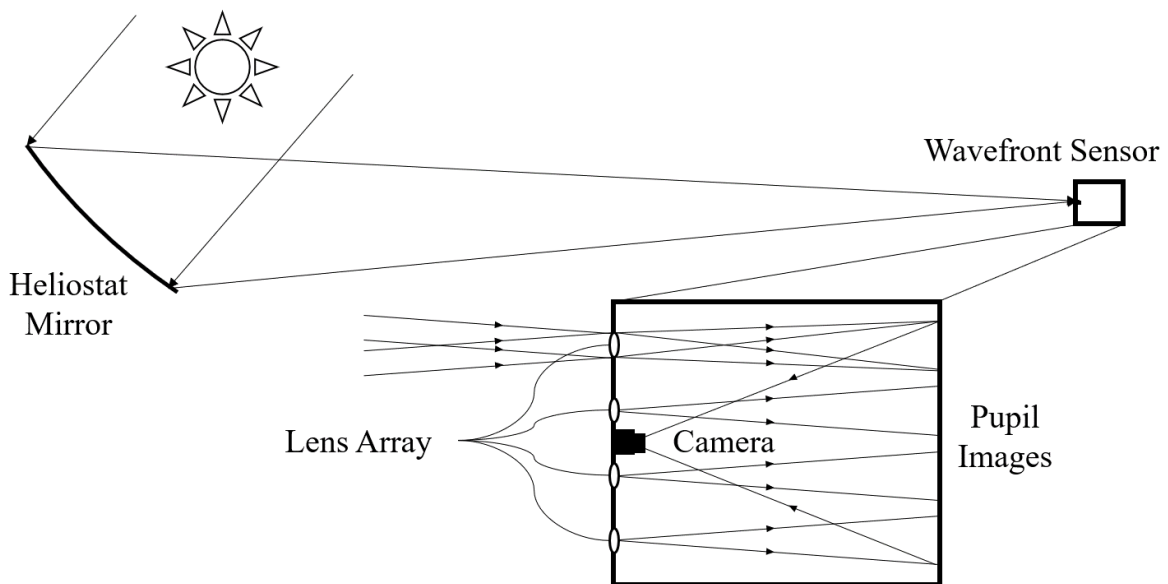 Wavefront Sensor
Heliostat
Mirror
Lens Array
Camera
Pupil
Images